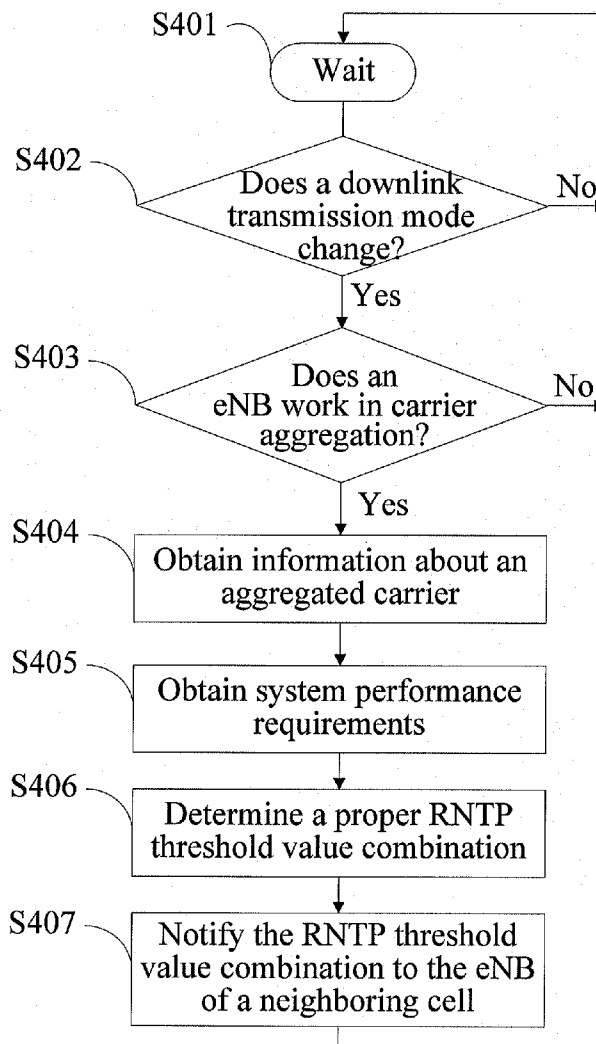 S401
Wait
S402
Does a downlink
transmission mode
change?
No
Yes
S403
Does an
eNB work in carrier
aggregation?
No
Yes
S404
Obtain information about an
aggregated carrier
S405
Obtain system performance
requirements
S406
Determine a proper RNTP
threshold value combination
S407
Notify the RNTP threshold
value combination to the eNB
of a neighboring cell